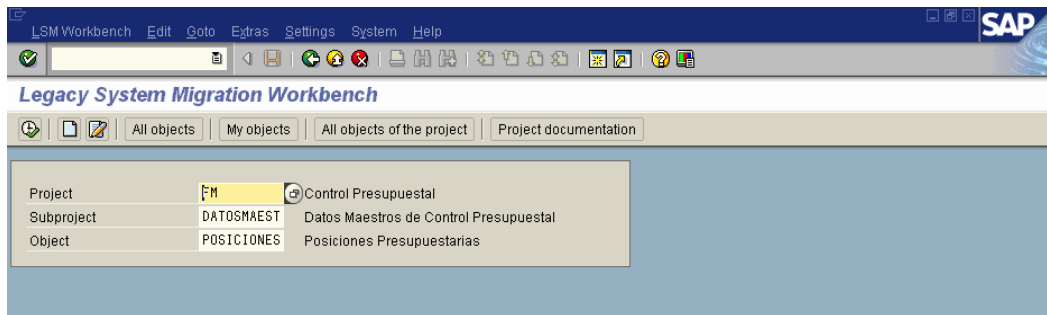 LSM Workbench Edit Goto Extras Settings System Help
SAP
Legacy System Migration Workbench
All objects My objects All objects of the project Project documentation
Project FM Control Presupuestal
Subproject DATOSMAEST Datos Maestros de Control Presupuestal
Object POSICIONES Posiciones Presupuestarias